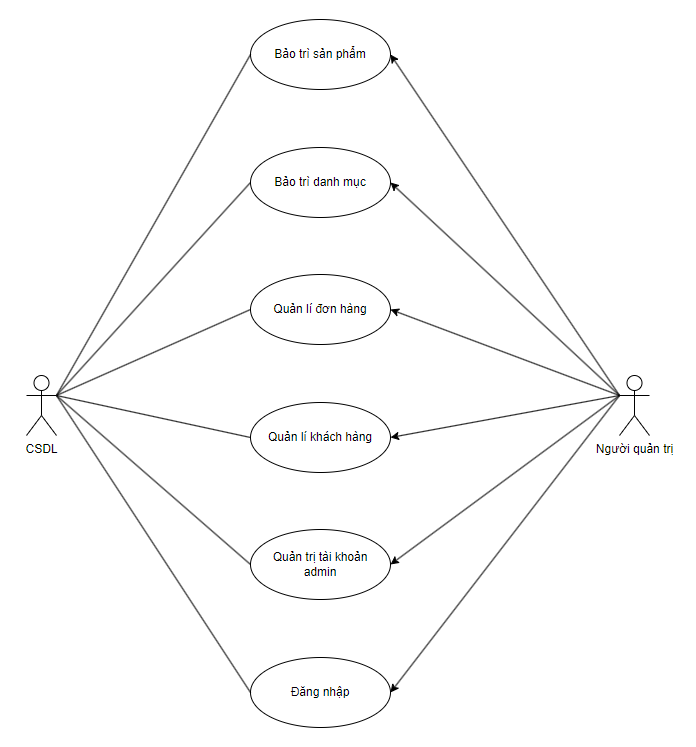 Bảo trì sản phẩm
Bảo trì danh mục
Quản lí đơn hàng
Quản lí khách hàng
CSDL
Người quản trị
Quản trị tài khoản
admin
Đăng nhập